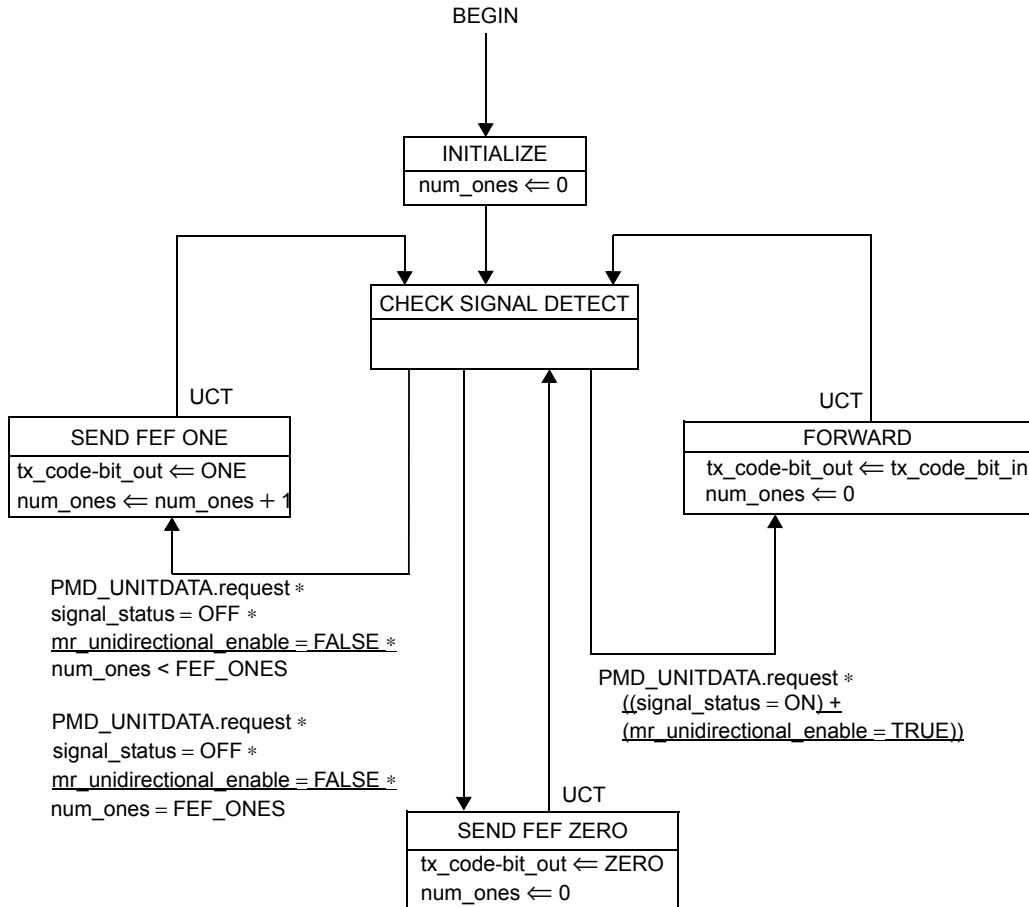 BEGIN
INITIALIZE
num_ones ⇐ 0
CHECK SIGNAL DETECT
UCT
SEND FEF ONE
tx_code-bit_out ⇐ ONE
num_ones ⇐ num_ones + 1
UCT
FORWARD
tx_code-bit_out ⇐ tx_code_bit_in
num_ones ⇐ 0
PMD_UNITDATA.request *
signal_status = OFF *
mr_unidirectional_enable = FALSE *
num_ones < FEF_ONES
PMD_UNITDATA.request *
((signal_status = ON) +
(mr_unidirectional_enable = TRUE))
PMD_UNITDATA.request *
signal_status = OFF *
mr_unidirectional_enable = FALSE *
num_ones = FEF_ONES
UCT
SEND FEF ZERO
tx_code-bit_out ⇐ ZERO
num_ones ⇐ 0